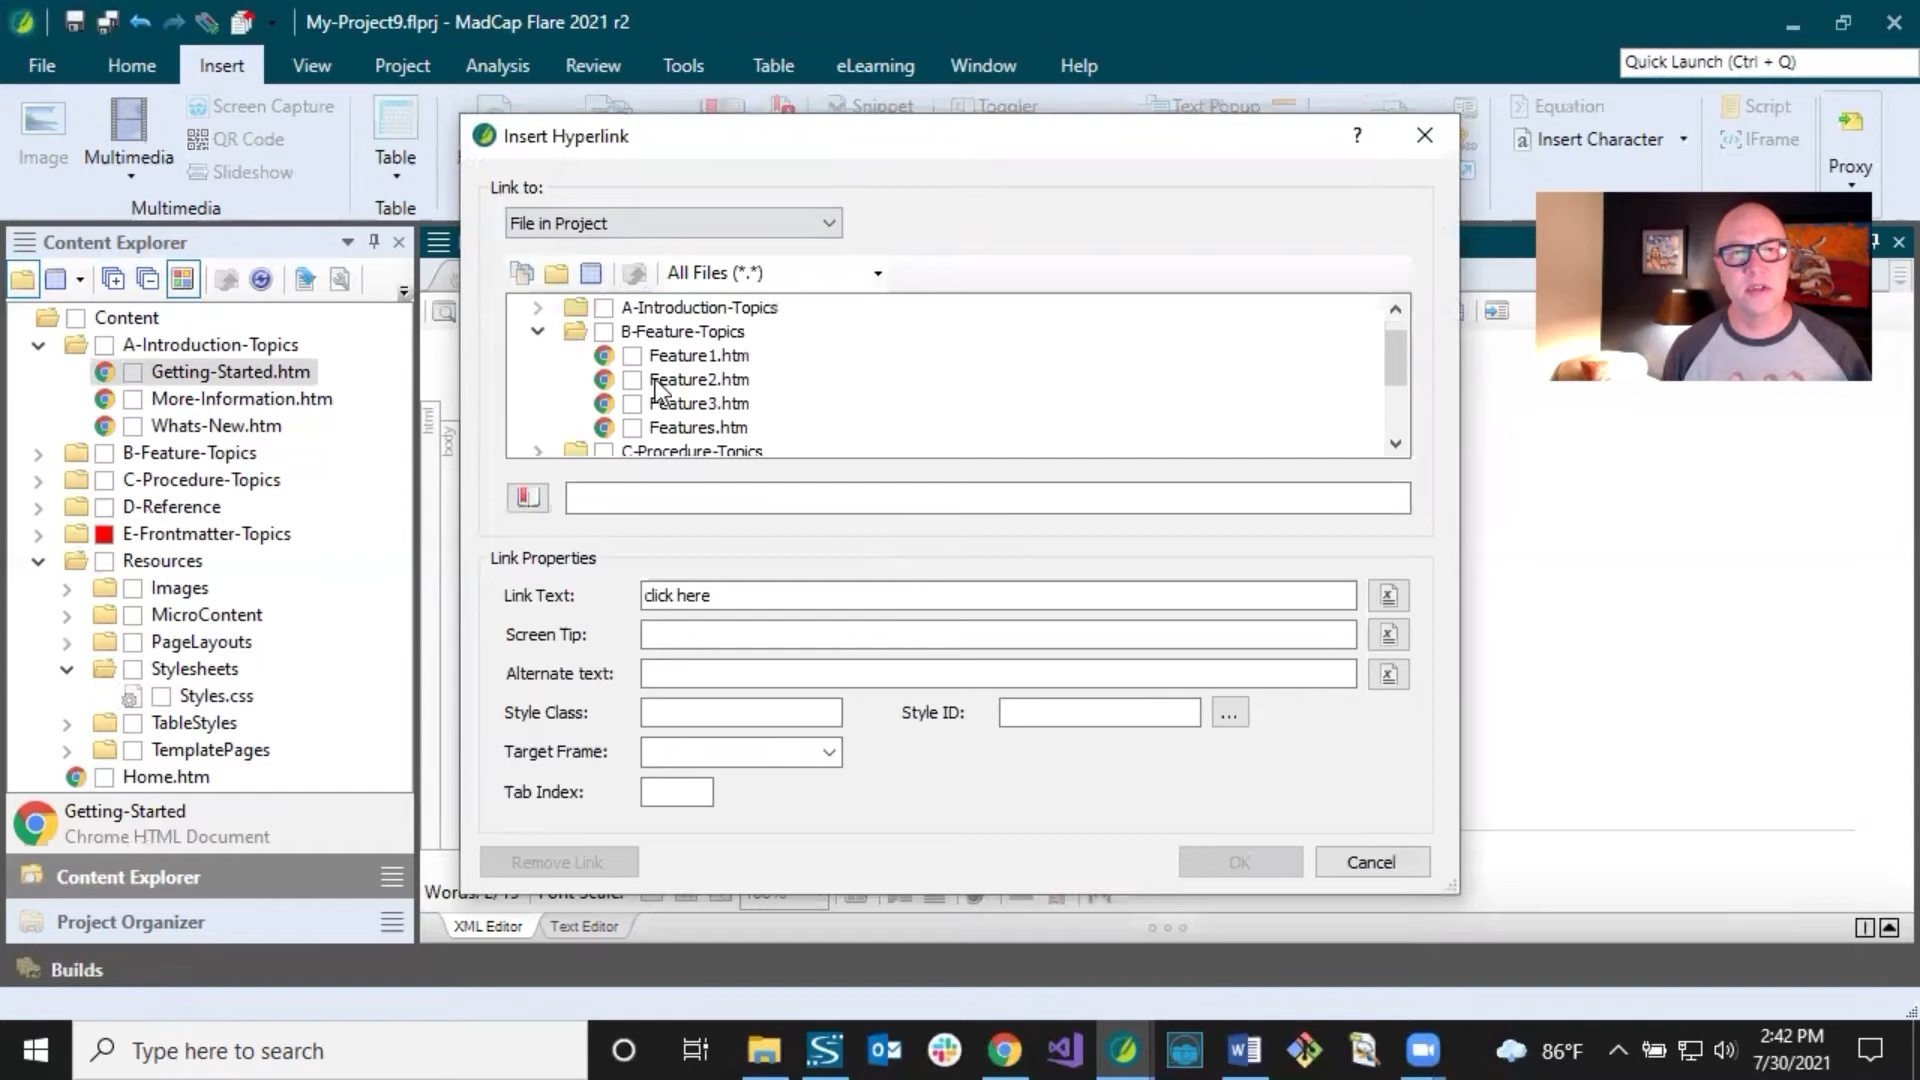 My-Project9.flprj - MadCap Flare 2021 r2
File Home Insert View Project Analysis Review Tools Table eLearning Window Help
Quick Launch (Ctrl + Q)
Image
Multimedia
Screen Capture
QR Code
Slideshow
Multimedia
Table
Table
Snippet
Toggler
Text Popup
Equation
Insert Character
Script
IFrame
Proxy
Content Explorer
Content
A-Introduction-Topics
Getting-Started.htm
More-Information.htm
Whats-New.htm
B-Feature-Topics
C-Procedure-Topics
D-Reference
E-Frontmatter-Topics
Resources
Images
MicroContent
PageLayouts
Stylesheets
Styles.css
TableStyles
TemplatePages
Home.htm
Getting-Started
Chrome HTML Document
Content Explorer
Project Organizer
Builds
html
body
Insert Hyperlink
?
Link to:
File in Project
All Files (*.*)
A-Introduction-Topics
B-Feature-Topics
Feature1.htm
Feature2.htm
Feature3.htm
Features.htm
C-Procedure-Topics
Link Properties
Link Text: click here
Screen Tip:
Alternate text:
Style Class:
Style ID:
...
Target Frame:
Tab Index:
Remove Link
OK
Cancel
XML Editor
Text Editor
Type here to search
86°F
2:42 PM
7/30/2021